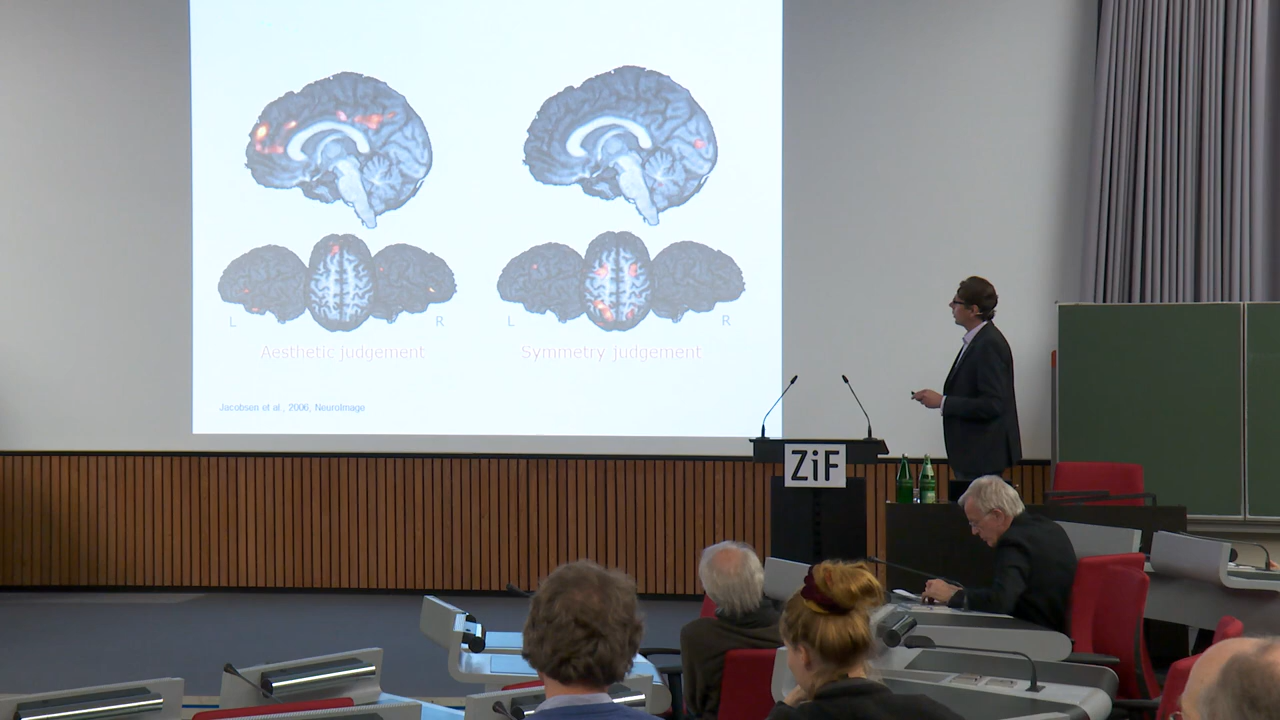 L R L R
Aesthetic judgement Symmetry judgement
Jacobsen et al., 2006, NeuroImage
ZiF